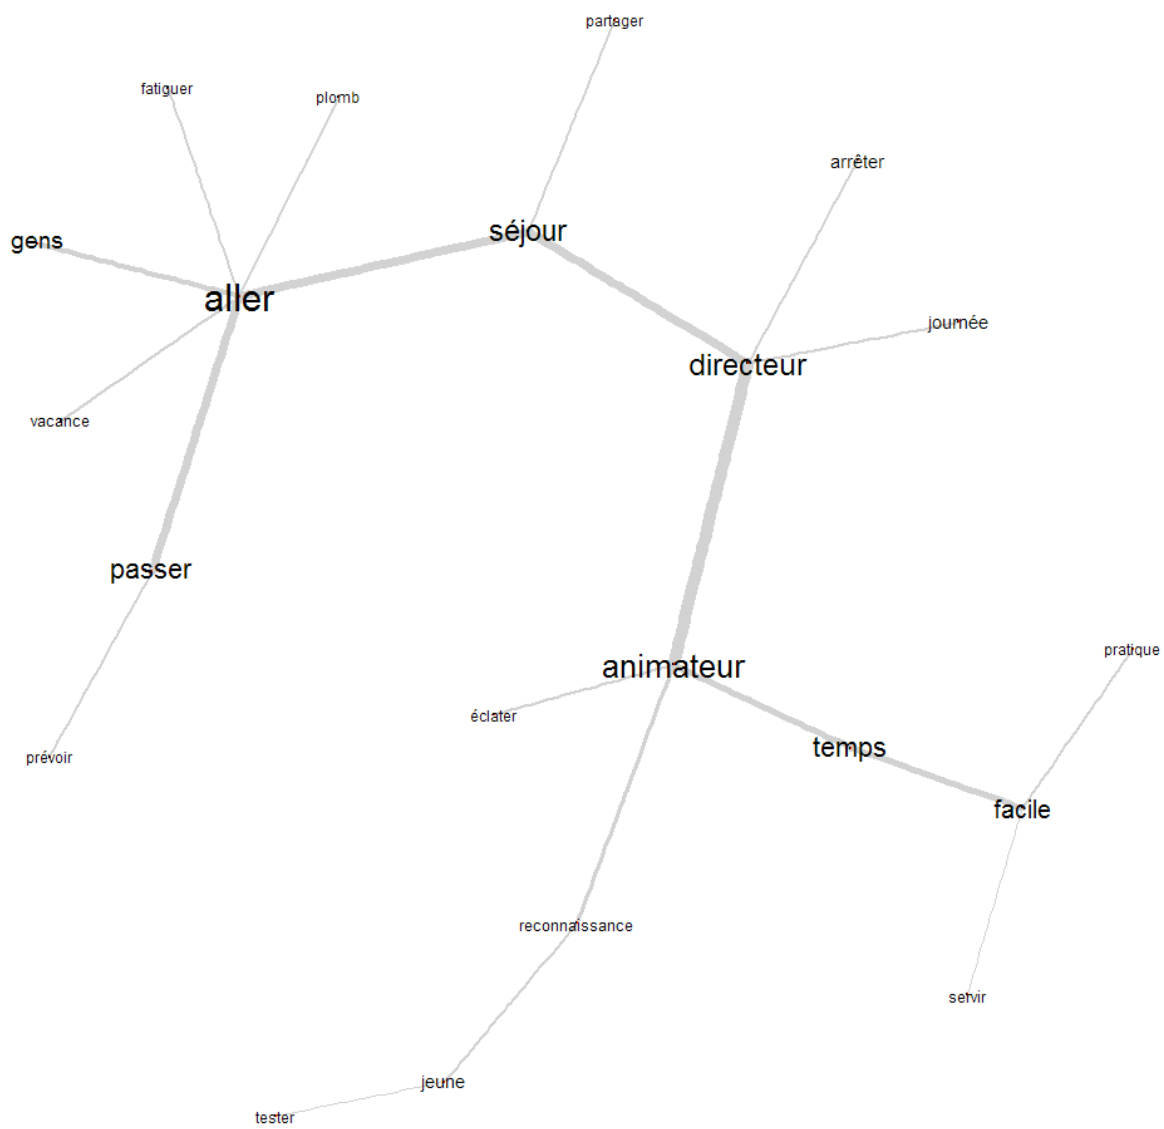 partager
fatiguer
plomb
arrêter
séjour
gens
aller
journée
directeur
vacance
passer
pratique
animateur
éclater
temps
prévoir
facile
reconnaissance
servir
jeune
tester